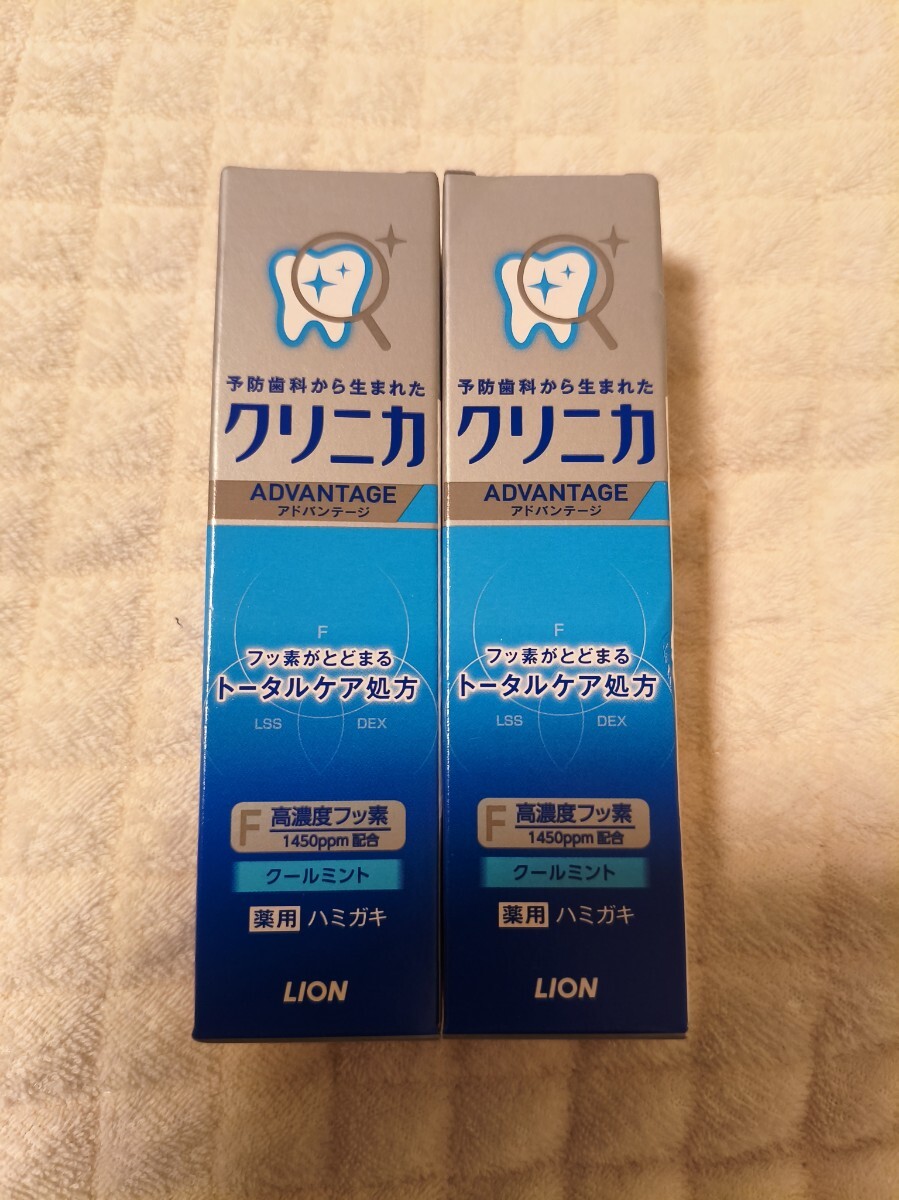 予防歯科から生まれた
クリニカ
ADVANTAGE
アドバンテージ
F
フッ素がとどまる
トータルケア処方
LSS DEX
F 高濃度フッ素
1450ppm 配合
クールミント
薬用 ハミガキ
LION
予防歯科から生まれた
クリニカ
ADVANTAGE
アドバンテージ
F
フッ素がとどまる
トータルケア処方
LSS DEX
F 高濃度フッ素
1450ppm 配合
クールミント
薬用 ハミガキ
LION